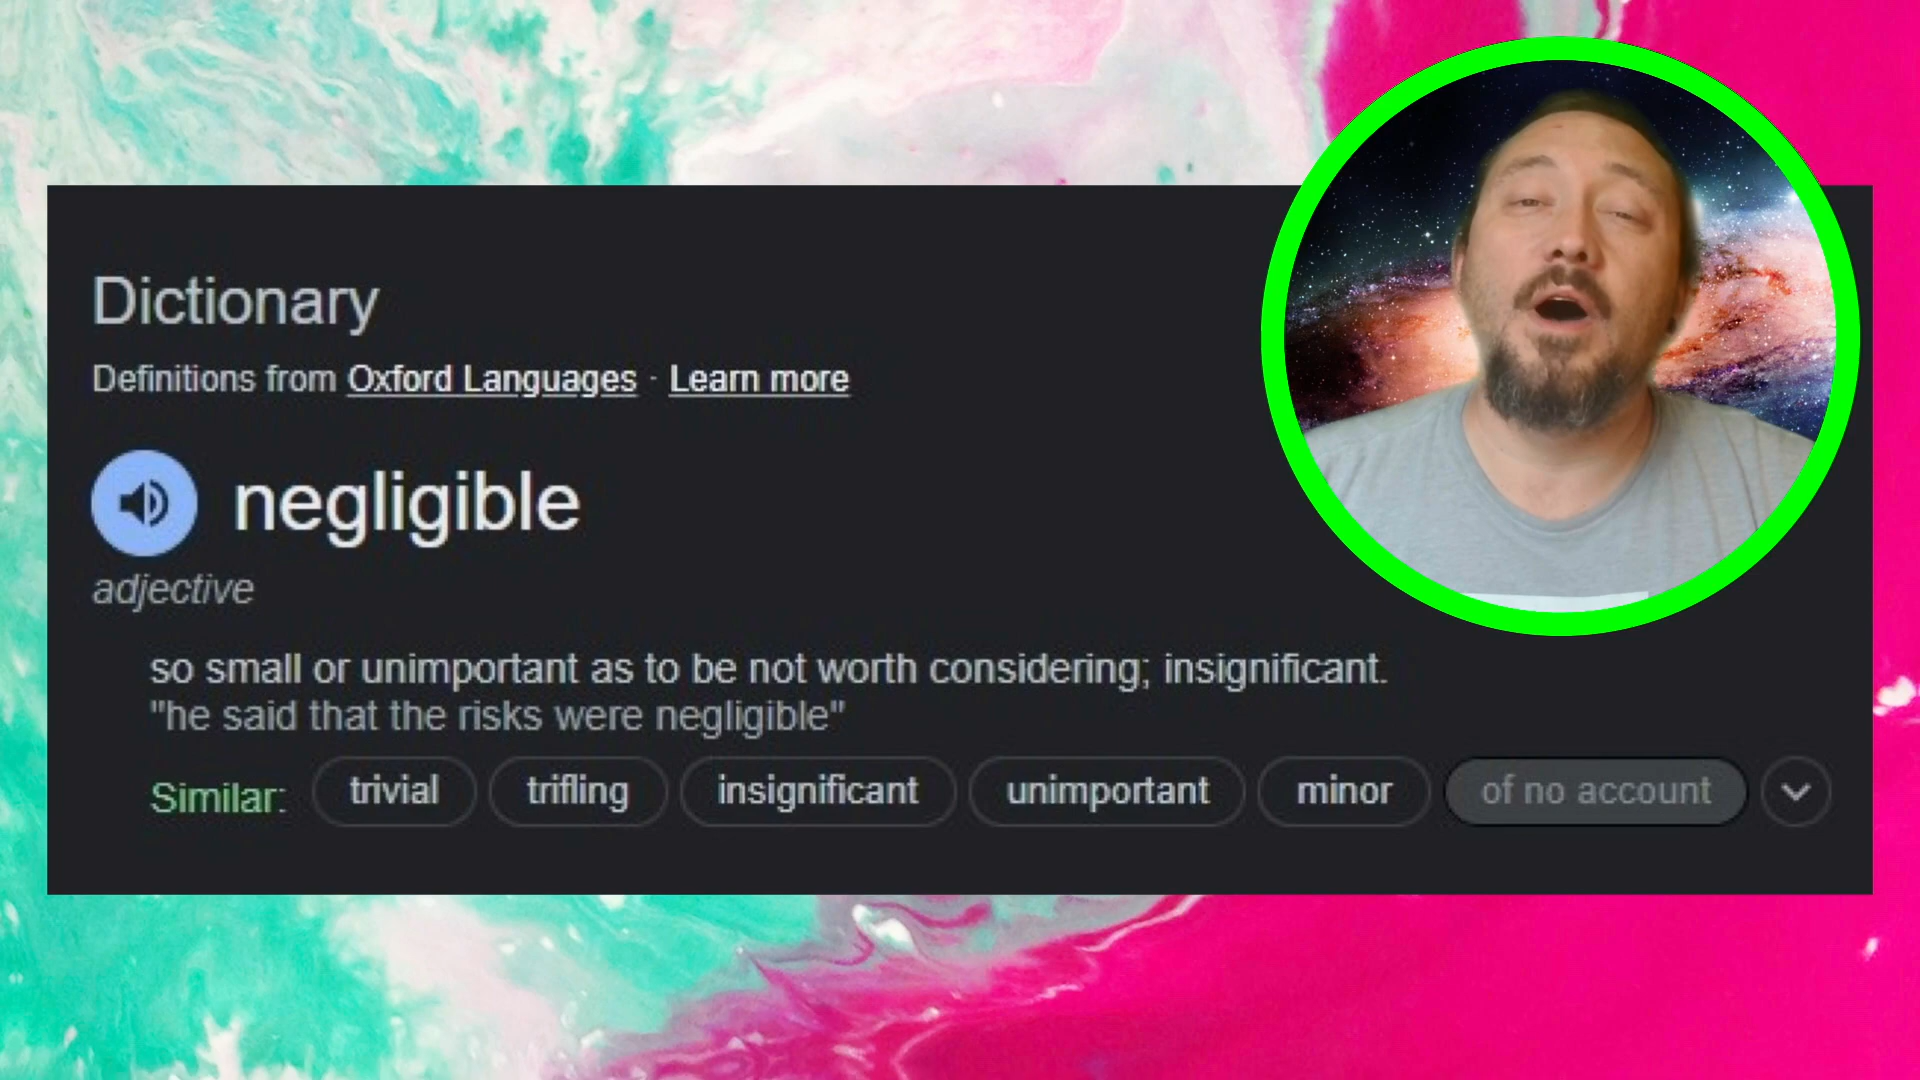 Dictionary
Definitions from Oxford Languages · Learn more
negligible
adjective
so small or unimportant as to be not worth considering; insignificant.
"he said that the risks were negligible"
Similar: trivial trifling insignificant unimportant minor of no account